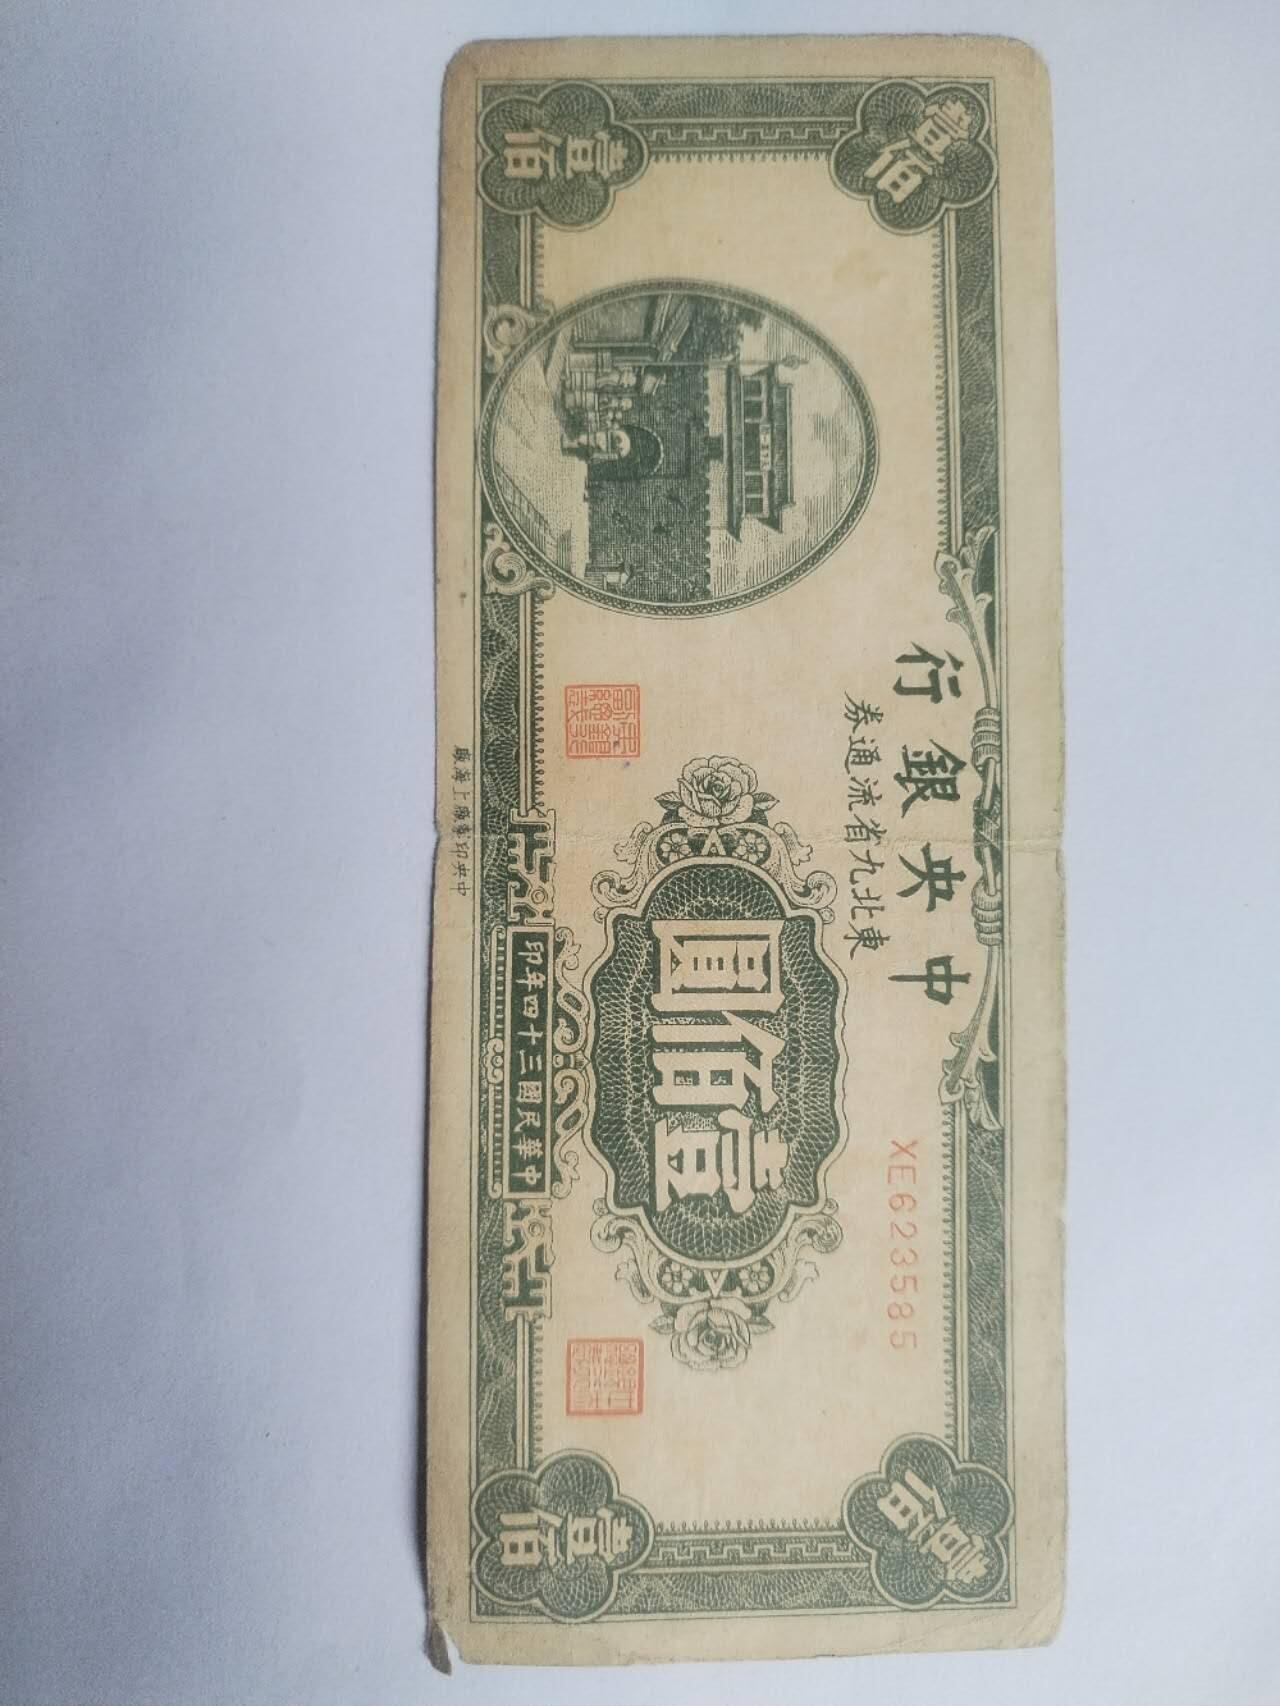 壹佰
壹佰
中央銀行
東北九省流通券
XE623585
壹佰圓
中華民國三十四年印
壹佰
壹佰
中央印製廠上海廠